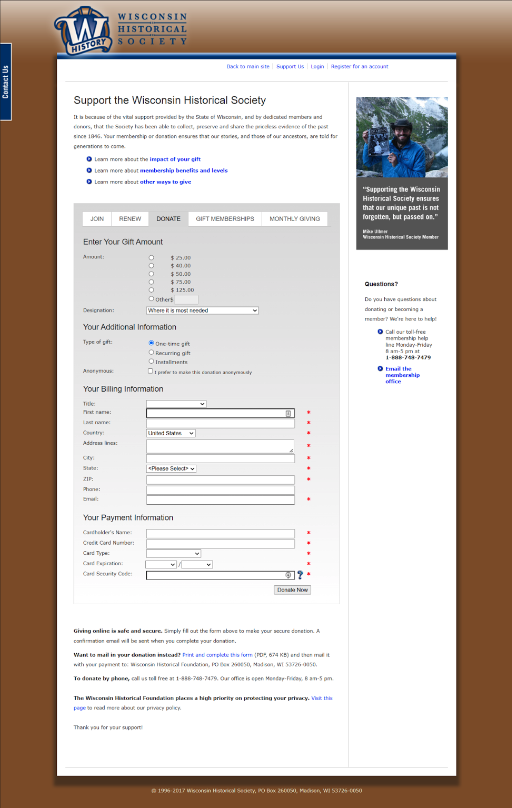 WISCONSIN
HISTORICAL
SOCIETY
W
HISTORY
Contact Us
Back to main site | Support Us | Login | Register for an account
Support the Wisconsin Historical Society
It is because of the vital support provided by the State of Wisconsin, and by dedicated members and
donors, that the Society has been able to collect, preserve and share the priceless evidence of the past
since 1846. Your membership or donation ensures that our stories, and those of our ancestors, are told for
generations to come.
Learn more about the impact of your gift
Learn more about membership benefits and levels
Learn more about other ways to give
JOIN RENEW DONATE GIFT MEMBERSHIPS MONTHLY GIVING
Enter Your Gift Amount
Amount:
$ 25.00
$ 40.00
$ 50.00
$ 75.00
$ 125.00
Other$
Designation: Where it is most needed
Your Additional Information
Type of gift: One-time gift
Recurring gift
Installments
Anonymous: I prefer to make this donation anonymously
Your Billing Information
Title:
First name: *
Last name: *
Country: United States *
Address lines: *
City: *
State: <Please Select> *
ZIP: *
Phone:
Email: *
Your Payment Information
Cardholder's Name: *
Credit Card Number: *
Card Type: *
Card Expiration: / *
Card Security Code: ? *
Donate Now
Giving online is safe and secure. Simply fill out the form above to make your secure donation. A
confirmation email will be sent when you complete your donation.
Want to mail in your donation instead? Print and complete this form (PDF, 674 KB) and then mail it
with your payment to: Wisconsin Historical Foundation, PO Box 260050, Madison, WI 53726-0050.
To donate by phone, call us toll free at 1-888-748-7479. Our office is open Monday-Friday, 8 am-5 pm.
The Wisconsin Historical Foundation places a high priority on protecting your privacy. Visit this
page to read more about our privacy policy.
Thank you for your support!
"Supporting the Wisconsin
Historical Society ensures
that our unique past is not
forgotten, but passed on."
Mike Ullmer
Wisconsin Historical Society Member
Questions?
Do you have questions about
donating or becoming a
member? We're here to help!
Call our toll-free
membership help
line Monday-Friday
8 am-5 pm at
1-888-748-7479
Email the
membership
office
© 1996-2017 Wisconsin Historical Society, PO Box 260050, Madison, WI 53726-0050